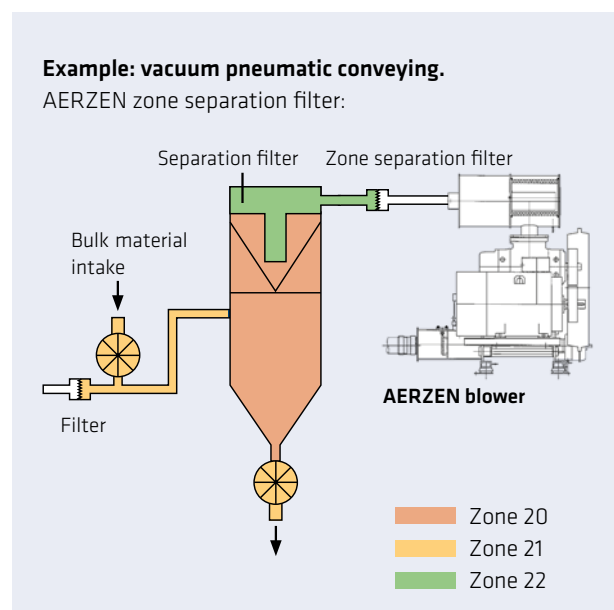 Example: vacuum pneumatic conveying.
AERZEN zone separation filter:
Separation filter
Zone separation filter
Bulk material
intake
Filter
AERZEN blower
Zone 20
Zone 21
Zone 22